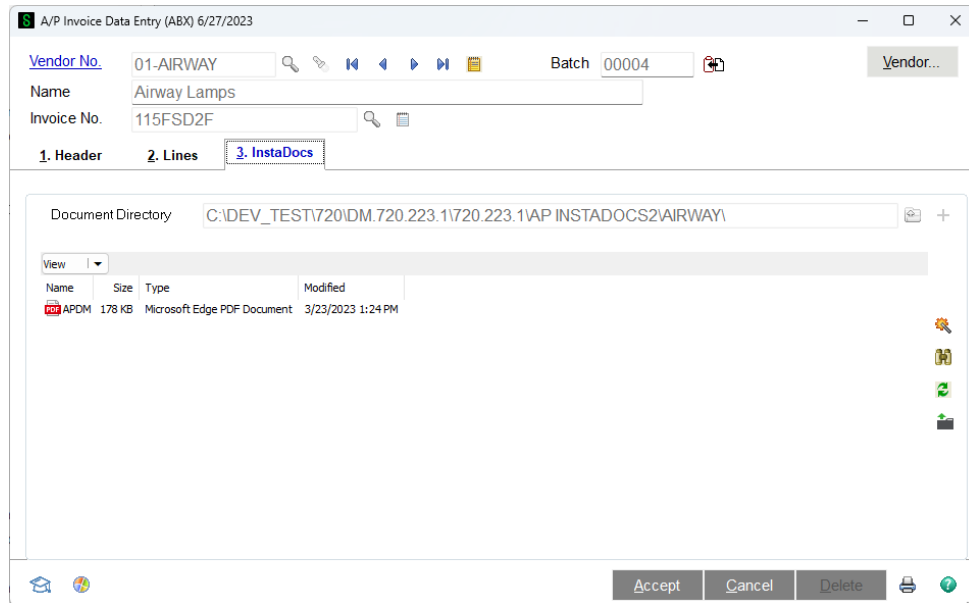 S A/P Invoice Data Entry (ABX) 6/27/2023
Vendor No. 01-AIRWAY Batch 00004 Vendor...
Name Airway Lamps
Invoice No. 115FSD2F
1. Header 2. Lines 3. InstaDocs
Document Directory C:\DEV_TEST\720\DM.720.223.1\720.223.1\AP INSTADOCS2\AIRWAY\
View
Name Size Type Modified
PDF APDM 178 KB Microsoft Edge PDF Document 3/23/2023 1:24 PM
Accept Cancel Delete